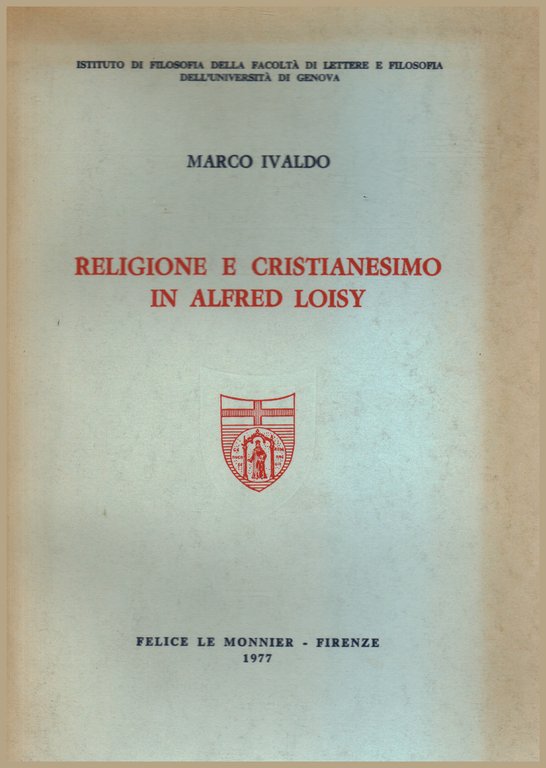 ISTITUTO DI FILOSOFIA DELLA FACOLTÀ DI LETTERE E FILOSOFIA
DELL'UNIVERSITÀ DI GENOVA
MARCO IVALDO
RELIGIONE E CRISTIANESIMO
IN ALFRED LOISY
FELICE LE MONNIER - FIRENZE
1977